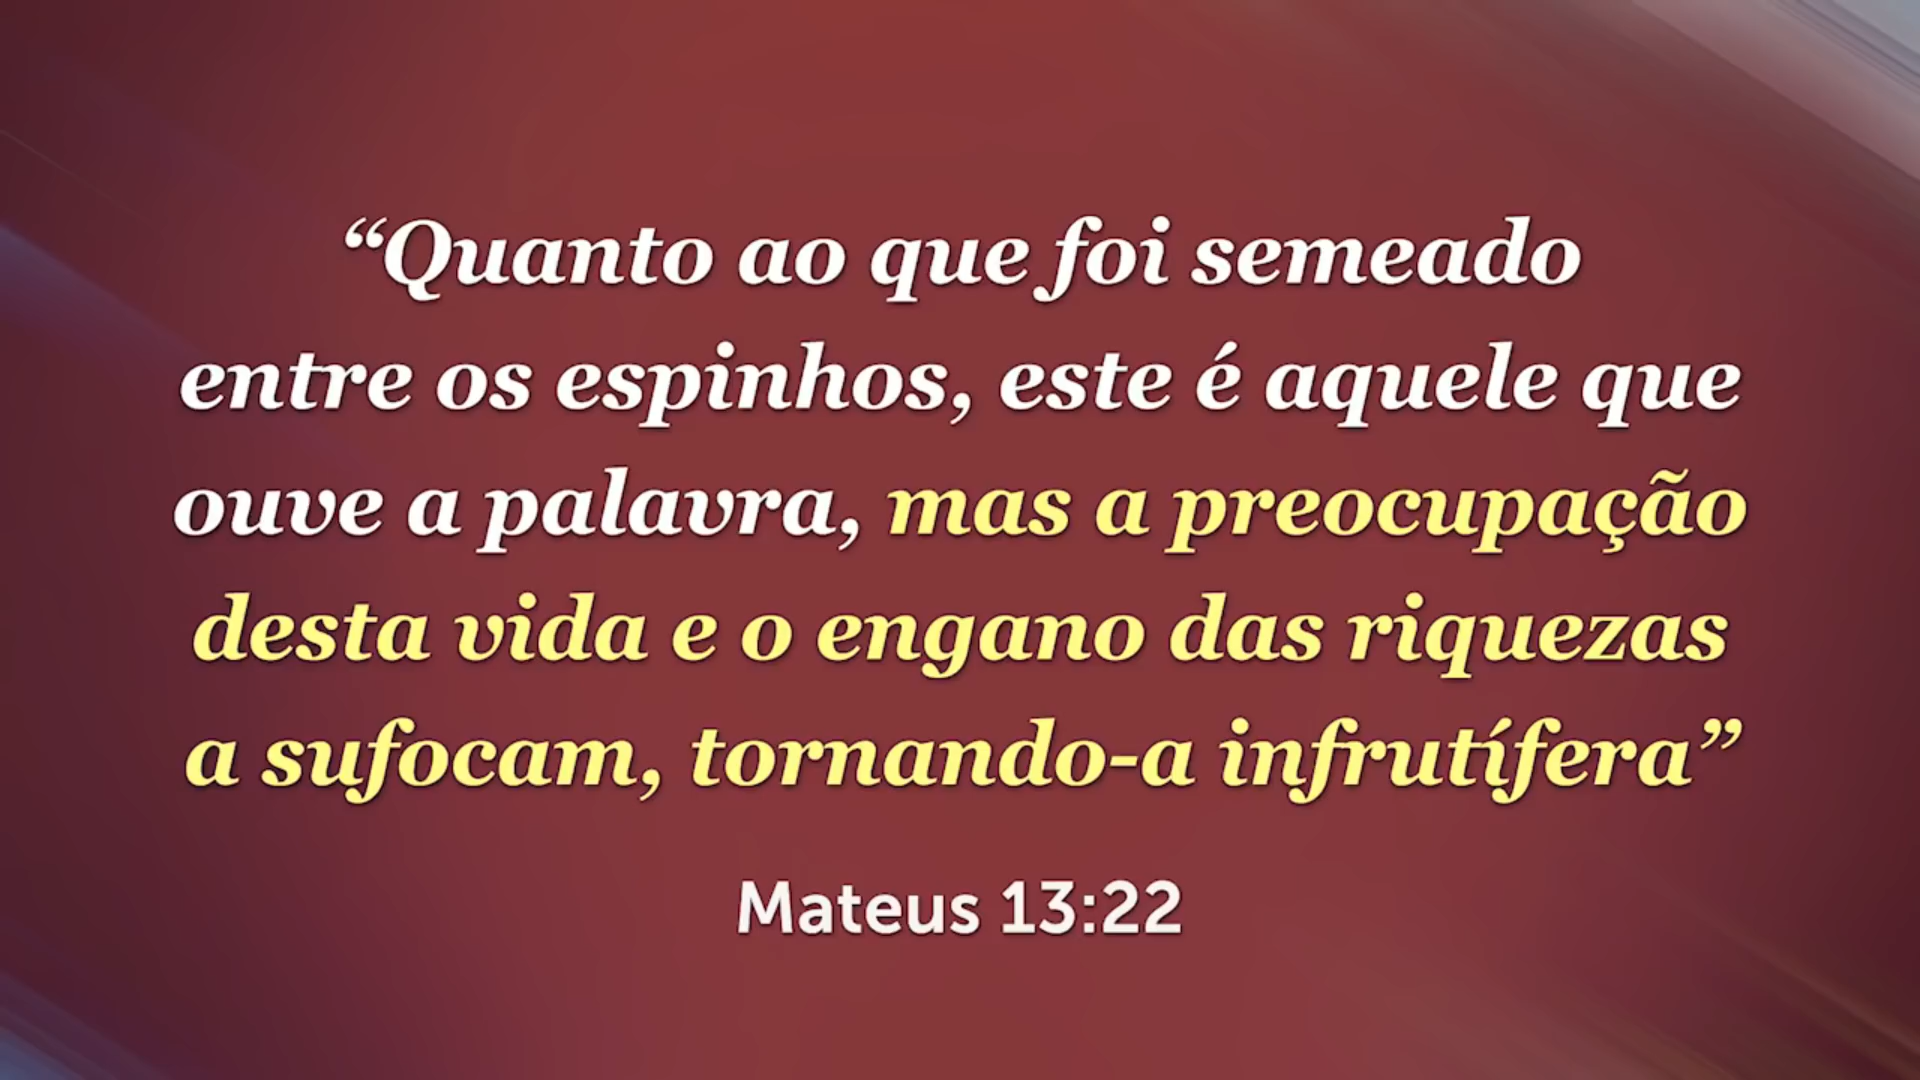 “Quanto ao que foi semeado
entre os espinhos, este é aquele que
ouve a palavra, mas a preocupação
desta vida e o engano das riquezas
a sufocam, tornando-a infrutífera”
Mateus 13:22